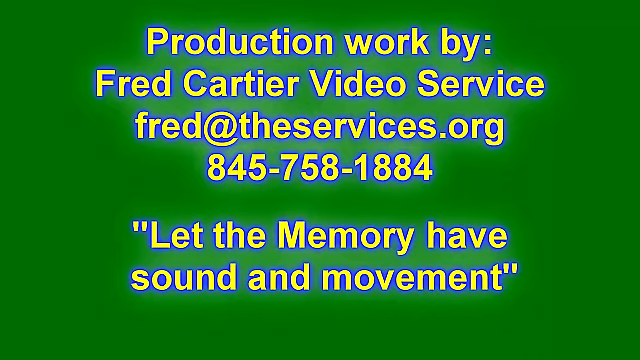 Production work by:
Fred Cartier Video Service
fred@theservices.org
845-758-1884
"Let the Memory have
sound and movement"